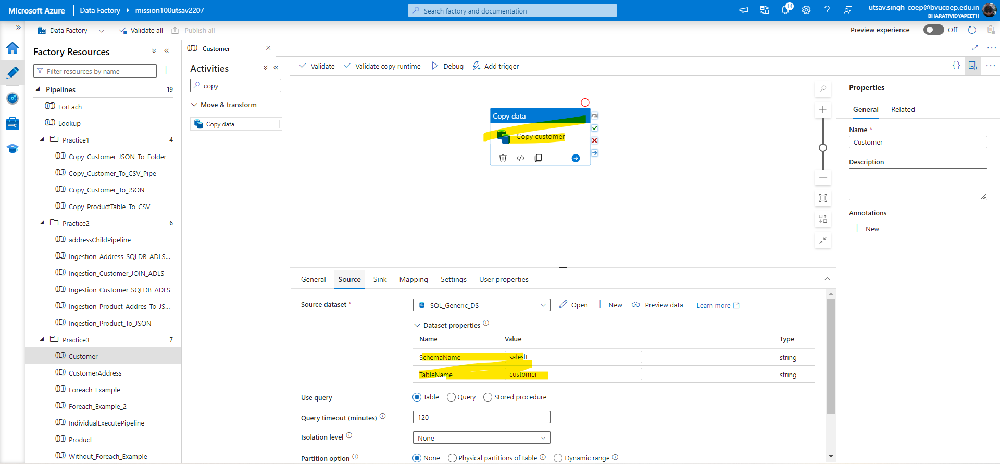 Microsoft Azure Data Factory mission100utsav2207 Search factory and documentation 14 utsav.singh-coep@bvucoep.edu.in
BHARATIVIDYAPEETH
Data Factory Validate all Publish all Preview experience Off
Factory Resources
Filter resources by name
Pipelines 19
ForEach
Lookup
Practice1 4
Copy_Customer_JSON_To_Folder
Copy_Customer_To_CSV_Pipe
Copy_Customer_To_JSON
Copy_ProductTable_To_CSV
Practice2 6
addressChildPipeline
Ingestion_Address_SQLDB_ADLS...
Ingestion_Customer_JOIN_ADLS
Ingestion_Customer_SQLDB_ADLS
Ingestion_Product_Addres_To_JS...
Ingestion_Product_To_JSON
Practice3 7
Customer
CustomerAddress
Foreach_Example
Foreach_Example_2
IndividualExecutePipeline
Product
Without_Foreach_Example
Customer
Activities
copy
Move & transform
Copy data
Validate Validate copy runtime Debug Add trigger
Copy data
Copy customer
General Source Sink Mapping Settings User properties
Source dataset * SQL_Generic_DS Open New Preview data Learn more
Dataset properties
Name Value Type
SchemaName saleslt string
TableName customer string
Use query Table Query Stored procedure
Query timeout (minutes) 120
Isolation level None
Partition option None Physical partitions of table Dynamic range
Properties
General Related
Name *
Customer
Description
Annotations
New